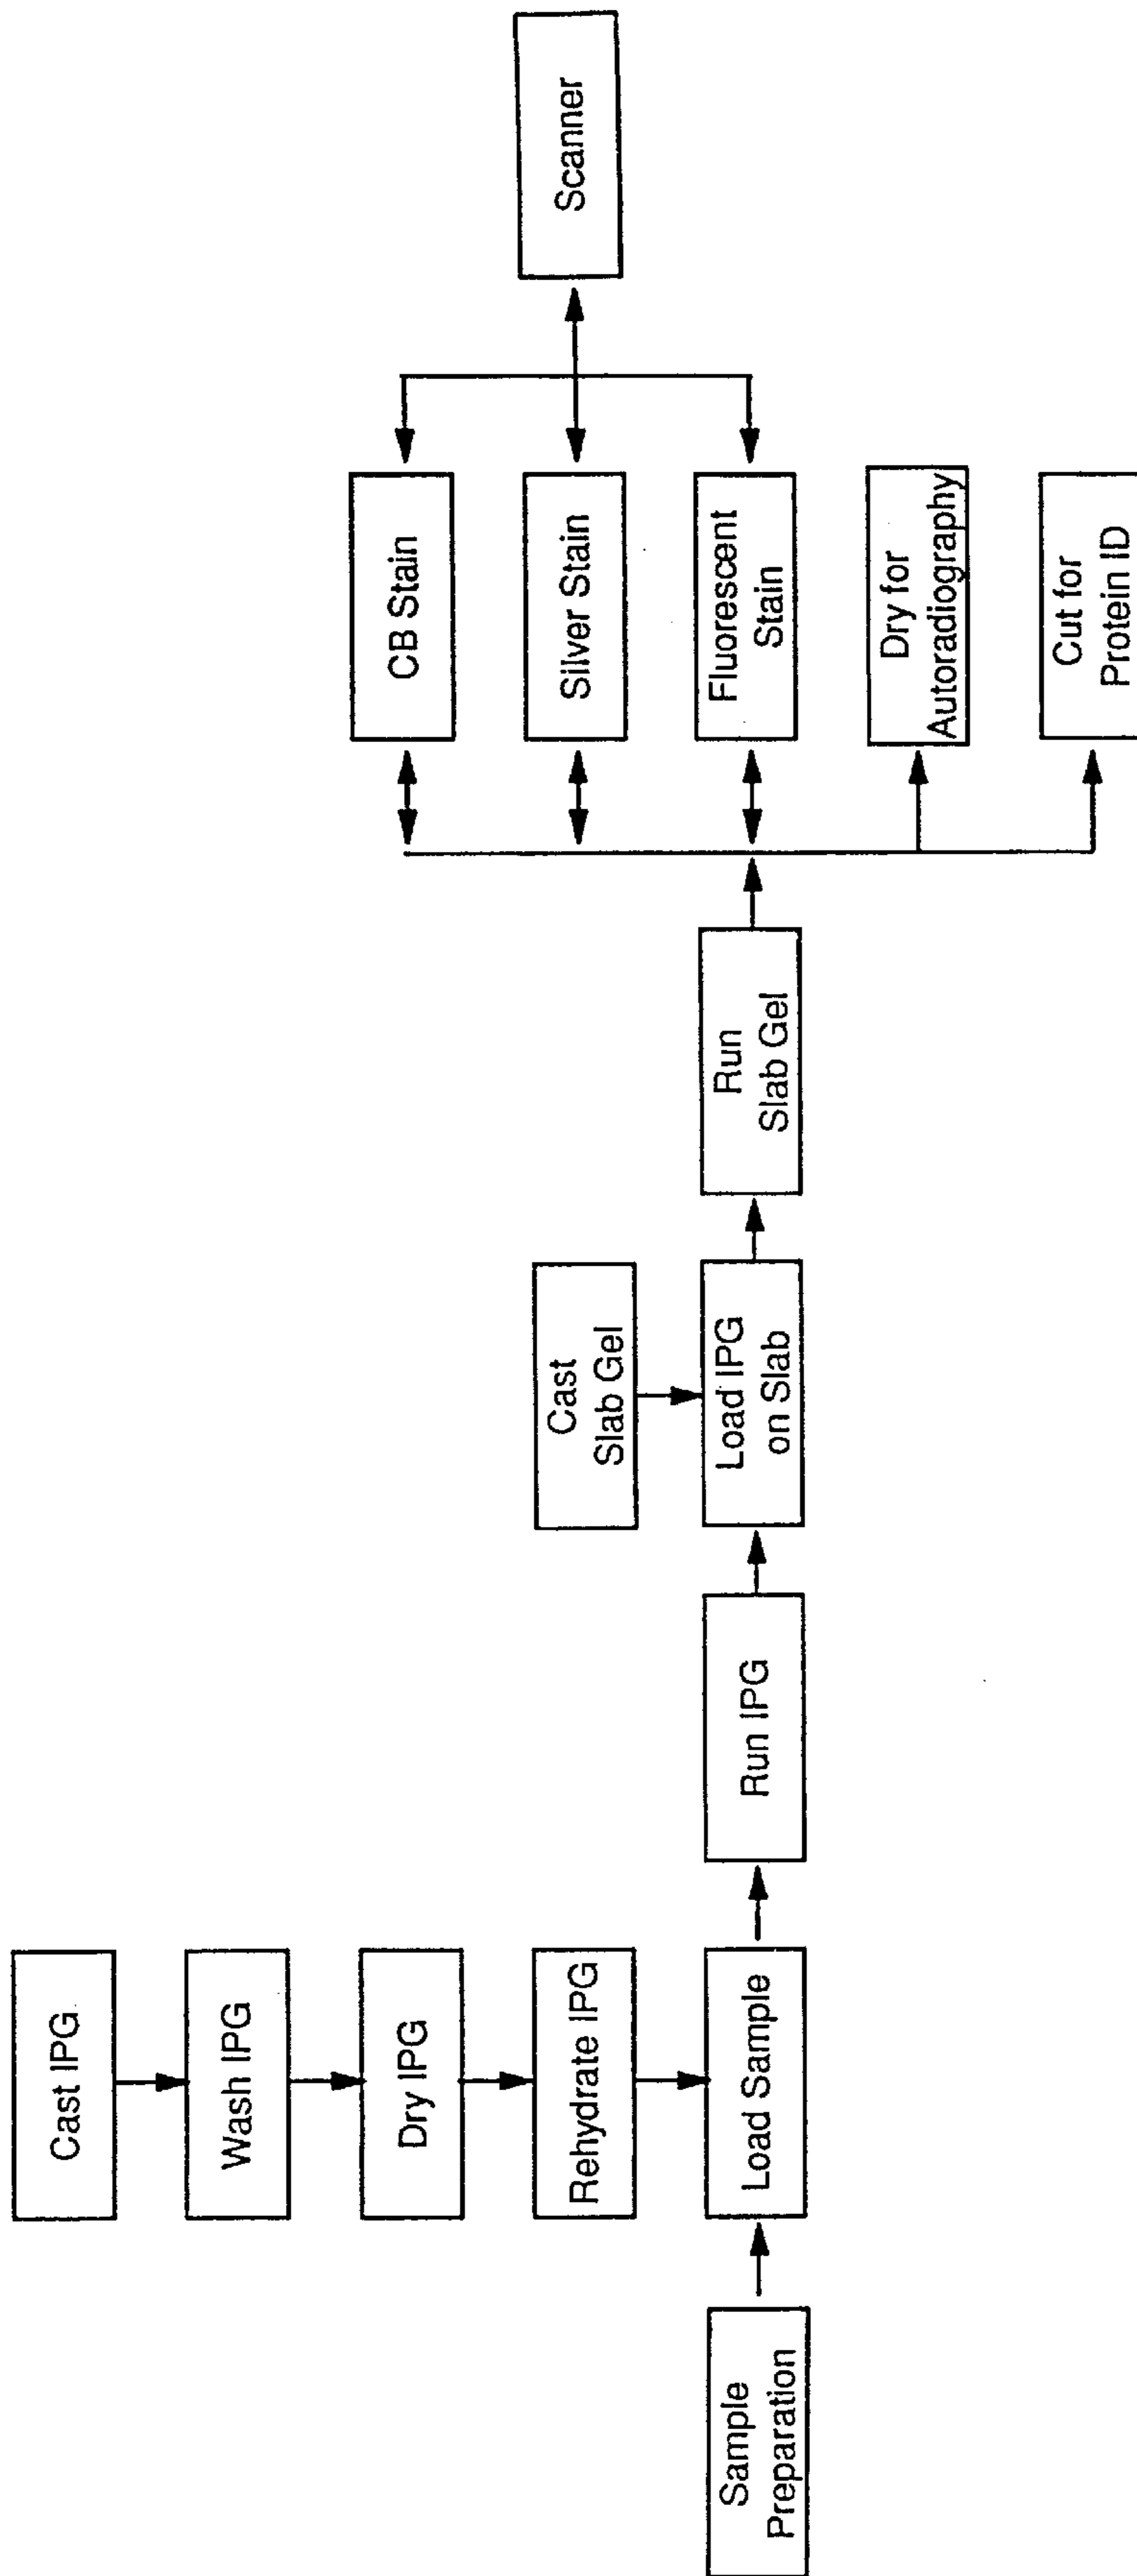 Cast IPG
Wash IPG
Dry IPG
Rehydrate IPG
Sample
Preparation
Load Sample
Run IPG
Cast
Slab Gel
Load IPG
on Slab
Run
Slab Gel
CB Stain
Silver Stain
Fluorescent
Stain
Dry for
Autoradiography
Cut for
Protein ID
Scanner